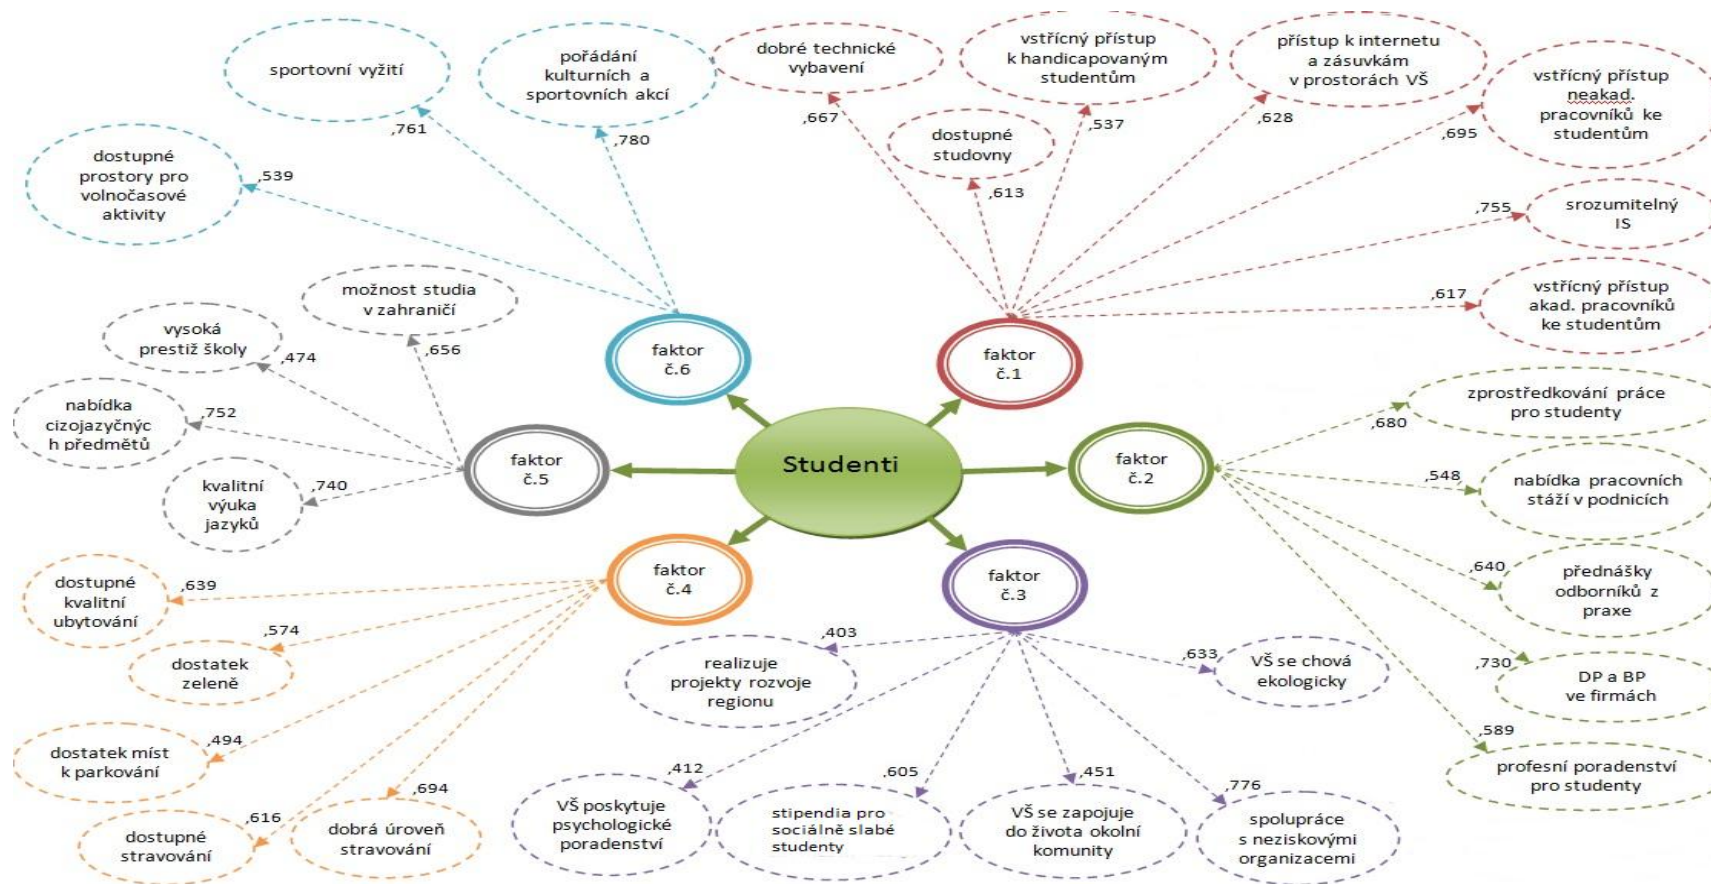 sportovní vyžití
,761
pořádání
kulturních a
sportovních akcí
,780
dostupné
prostory pro
volnočasové
aktivity
,539
dobré technické
vybavení
,667
vstřícný přístup
k handicapovaným
studentům
,537
dostupné
studovny
,613
přístup k internetu
a zásuvkám
v prostorách VŠ
,628
vstřícný přístup
neakad.
pracovníků ke
studentům
,695
srozumitelný
IS
,755
vstřícný přístup
akad. pracovníků
ke studentům
,617
možnost studia
v zahraničí
,656
vysoká
prestiž školy
,474
nabídka
cizojazyčnýc
h předmětů
,752
kvalitní
výuka
jazyků
,740
faktor
č.6
faktor
č.1
faktor
č.5
Studenti
faktor
č.2
faktor
č.4
faktor
č.3
zprostředkování práce
pro studenty
,680
nabídka pracovních
stáží v podnicích
,548
přednášky
odborníků z
praxe
,640
DP a BP
ve firmách
,730
profesní poradenství
pro studenty
,589
dostupné
kvalitní
ubytování
,639
dostatek
zeleně
,574
dostatek míst
k parkování
,494
dostupné
stravování
,616
dobrá úroveň
stravování
,694
realizuje
projekty rozvoje
regionu
,403
VŠ se chová
ekologicky
,633
VŠ poskytuje
psychologické
poradenství
,412
stipendia pro
sociálně slabé
studenty
,605
VŠ se zapojuje
do života okolní
komunity
,451
spolupráce
s neziskovými
organizacemi
,776